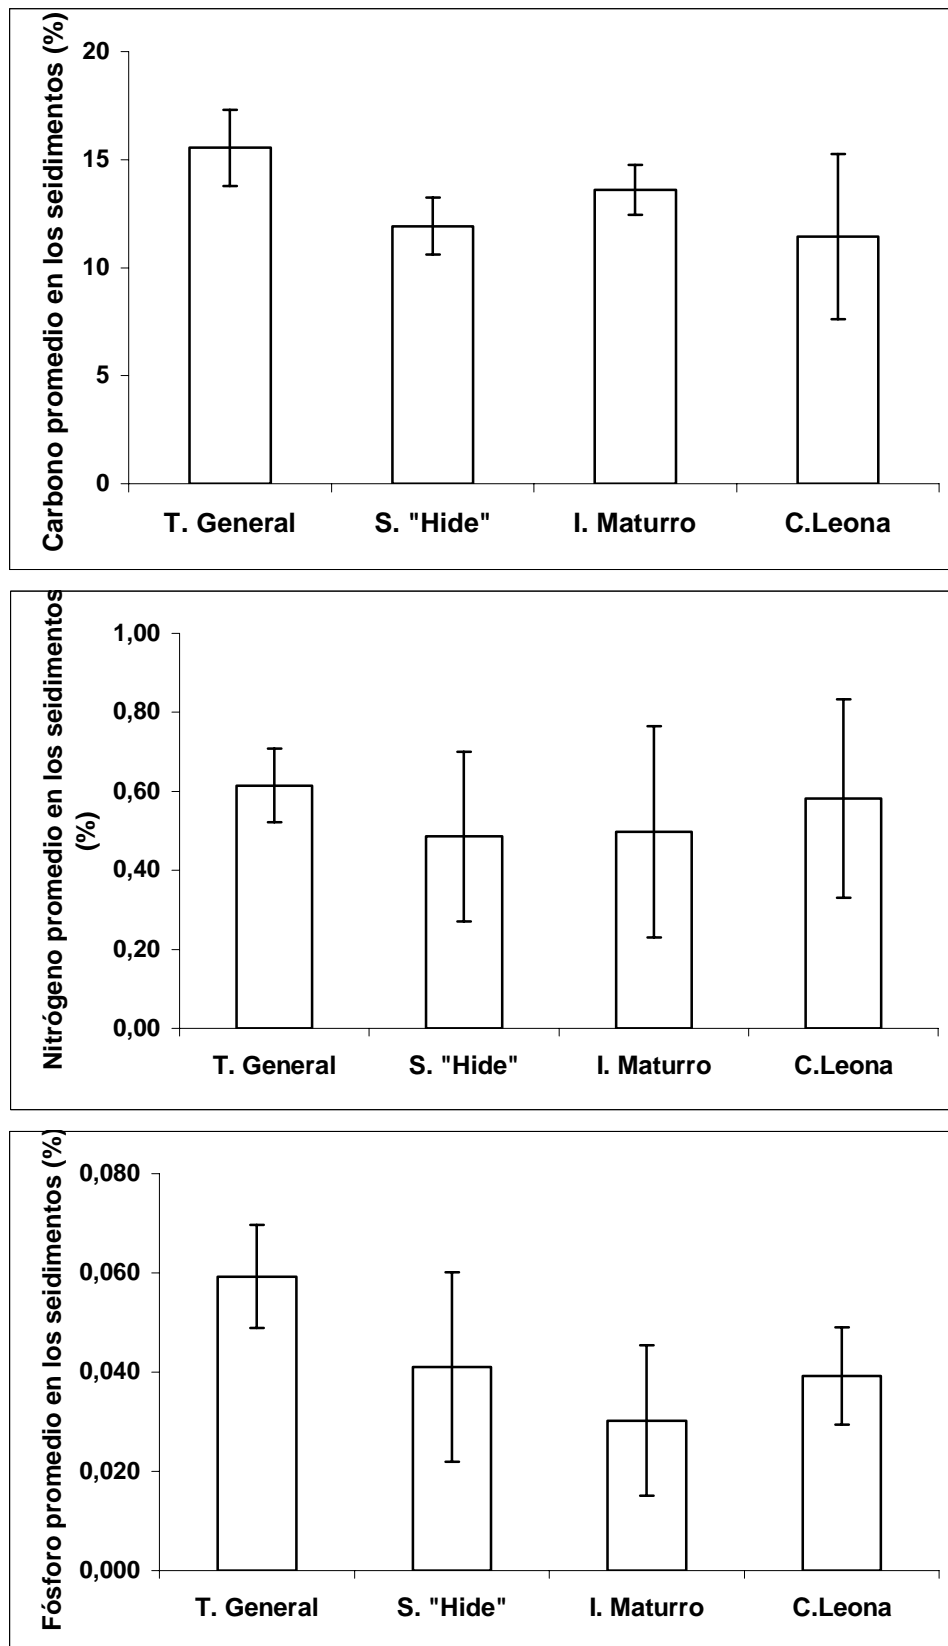 Carbono promedio en los seidimentos (%)
20
15
10
5
0
T. General S. "Hide" I. Maturro C.Leona
Nitrógeno promedio en los seidimentos
(%)
1,00
0,80
0,60
0,40
0,20
0,00
T. General S. "Hide" I. Maturro C.Leona
Fósforo promedio en los seidimentos (%)
0,080
0,060
0,040
0,020
0,000
T. General S. "Hide" I. Maturro C.Leona